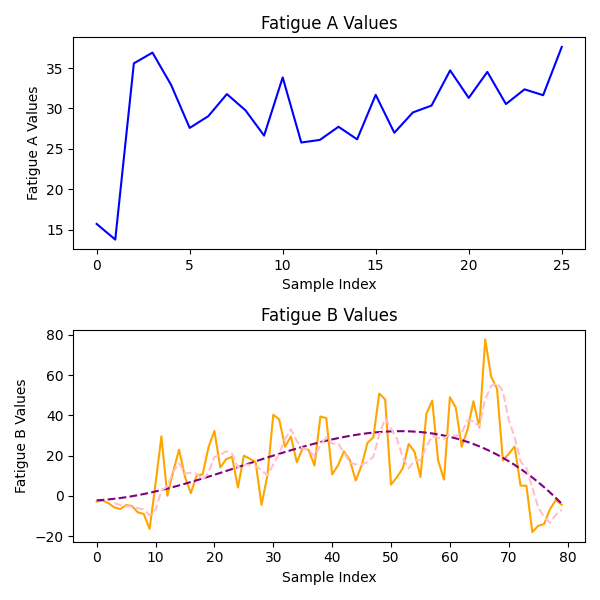 Fatigue A Values
Fatigue A Values
35
30
25
20
15
0 5 10 15 20 25
Sample Index
Fatigue B Values
Fatigue B Values
80
60
40
20
0
−20
0 10 20 30 40 50 60 70 80
Sample Index